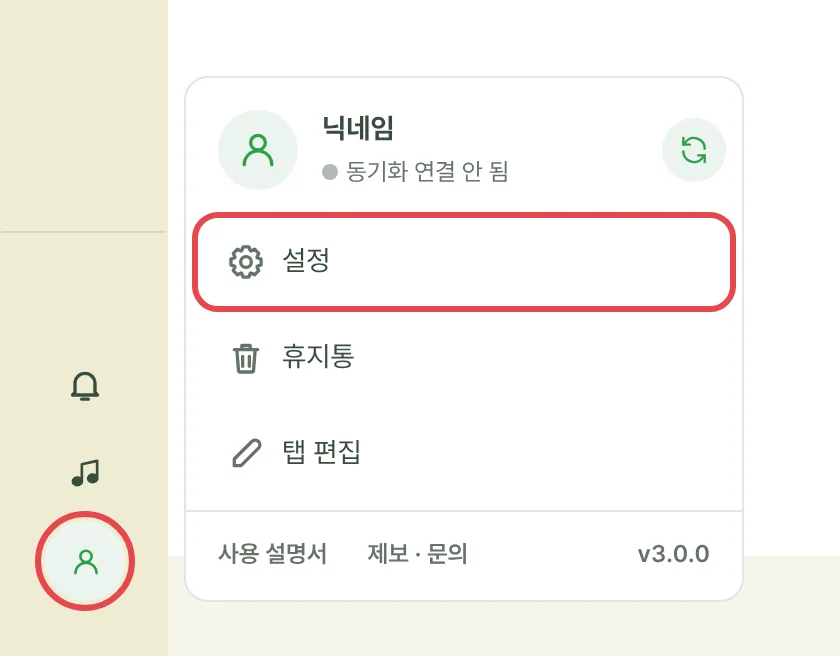 닉네임
동기화 연결 안 됨
설정
휴지통
탭 편집
사용 설명서 제보 · 문의 v3.0.0